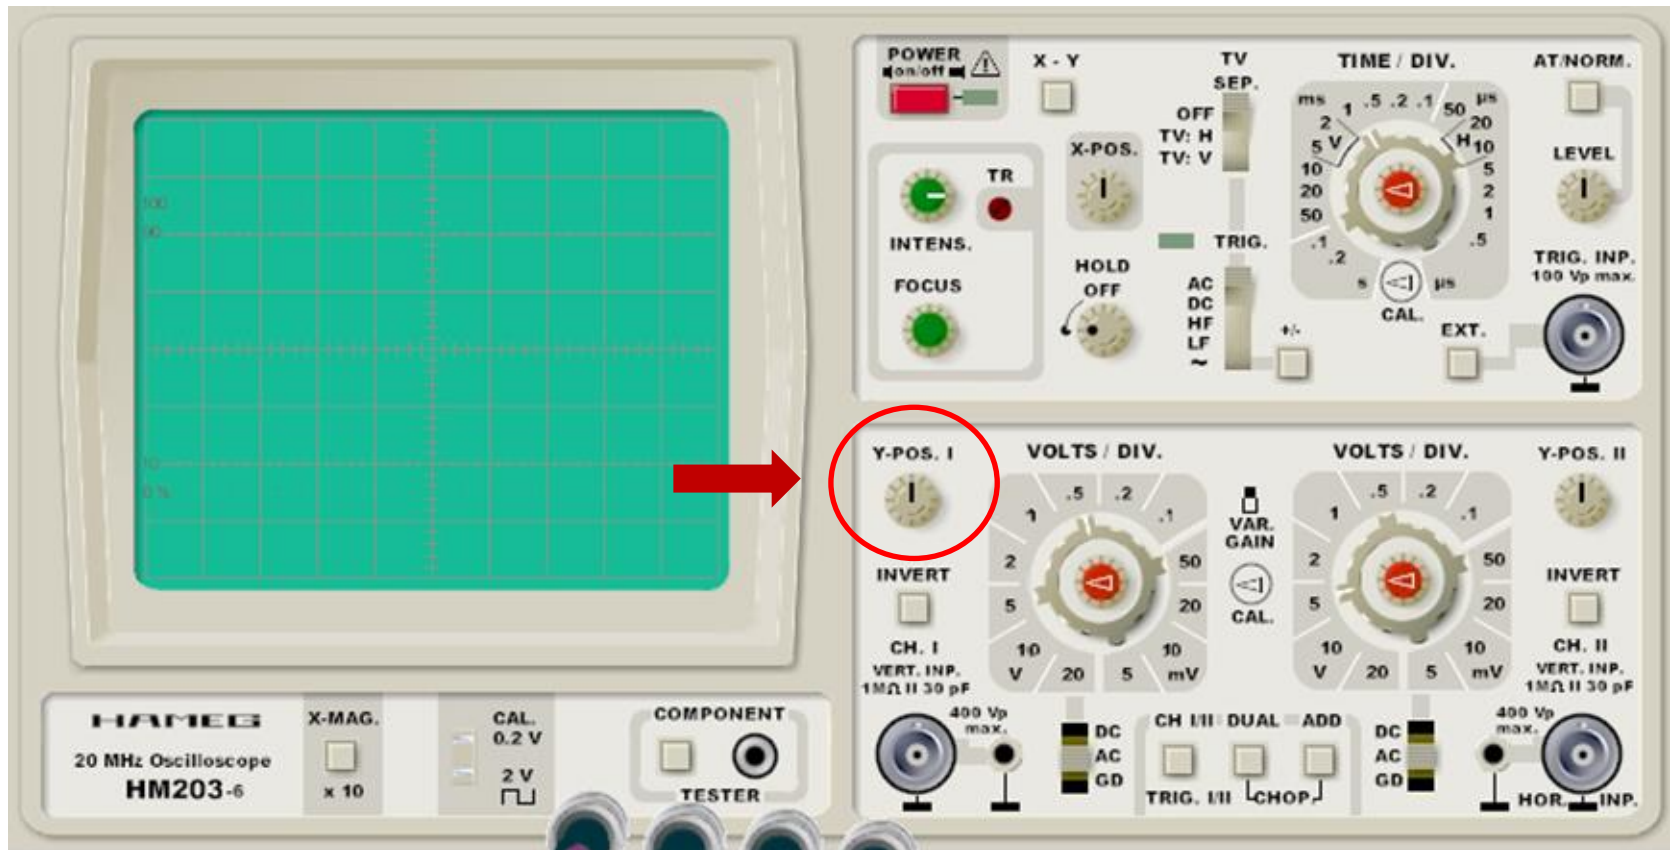 POWER
on/off
X - Y
TV
SEP.
TIME / DIV.
AT/NORM.
OFF
TV: H
TV: V
ms
1
.5
.2
.1
50
µs
2
20
5
V
H
10
10
5
20
2
50
1
.1
.5
.2
s
µs
CAL.
X-POS.
TR
LEVEL
INTENS.
TRIG.
HOLD
OFF
FOCUS
AC
DC
HF
LF
~
+/-
EXT.
TRIG. INP.
100 Vp max.
100
90
10
0 %
Y-POS. I
VOLTS / DIV.
.5
.2
1
.1
2
50
5
20
10
10
V
20
5
mV
VAR.
GAIN
CAL.
VOLTS / DIV.
.5
.2
1
.1
2
50
5
20
10
10
V
20
5
mV
Y-POS. II
INVERT
INVERT
CH. I
VERT. INP.
1MΩ II 30 pF
CH. II
VERT. INP.
1MΩ II 30 pF
400 Vp
max.
DC
AC
GD
CH I/II
DUAL
ADD
TRIG. I/II
CHOP.
DC
AC
GD
400 Vp
max.
HOR. INP.
HAMEG
20 MHz Oscilloscope
HM203-6
X-MAG.
x 10
CAL.
0.2 V
2 V
COMPONENT
TESTER